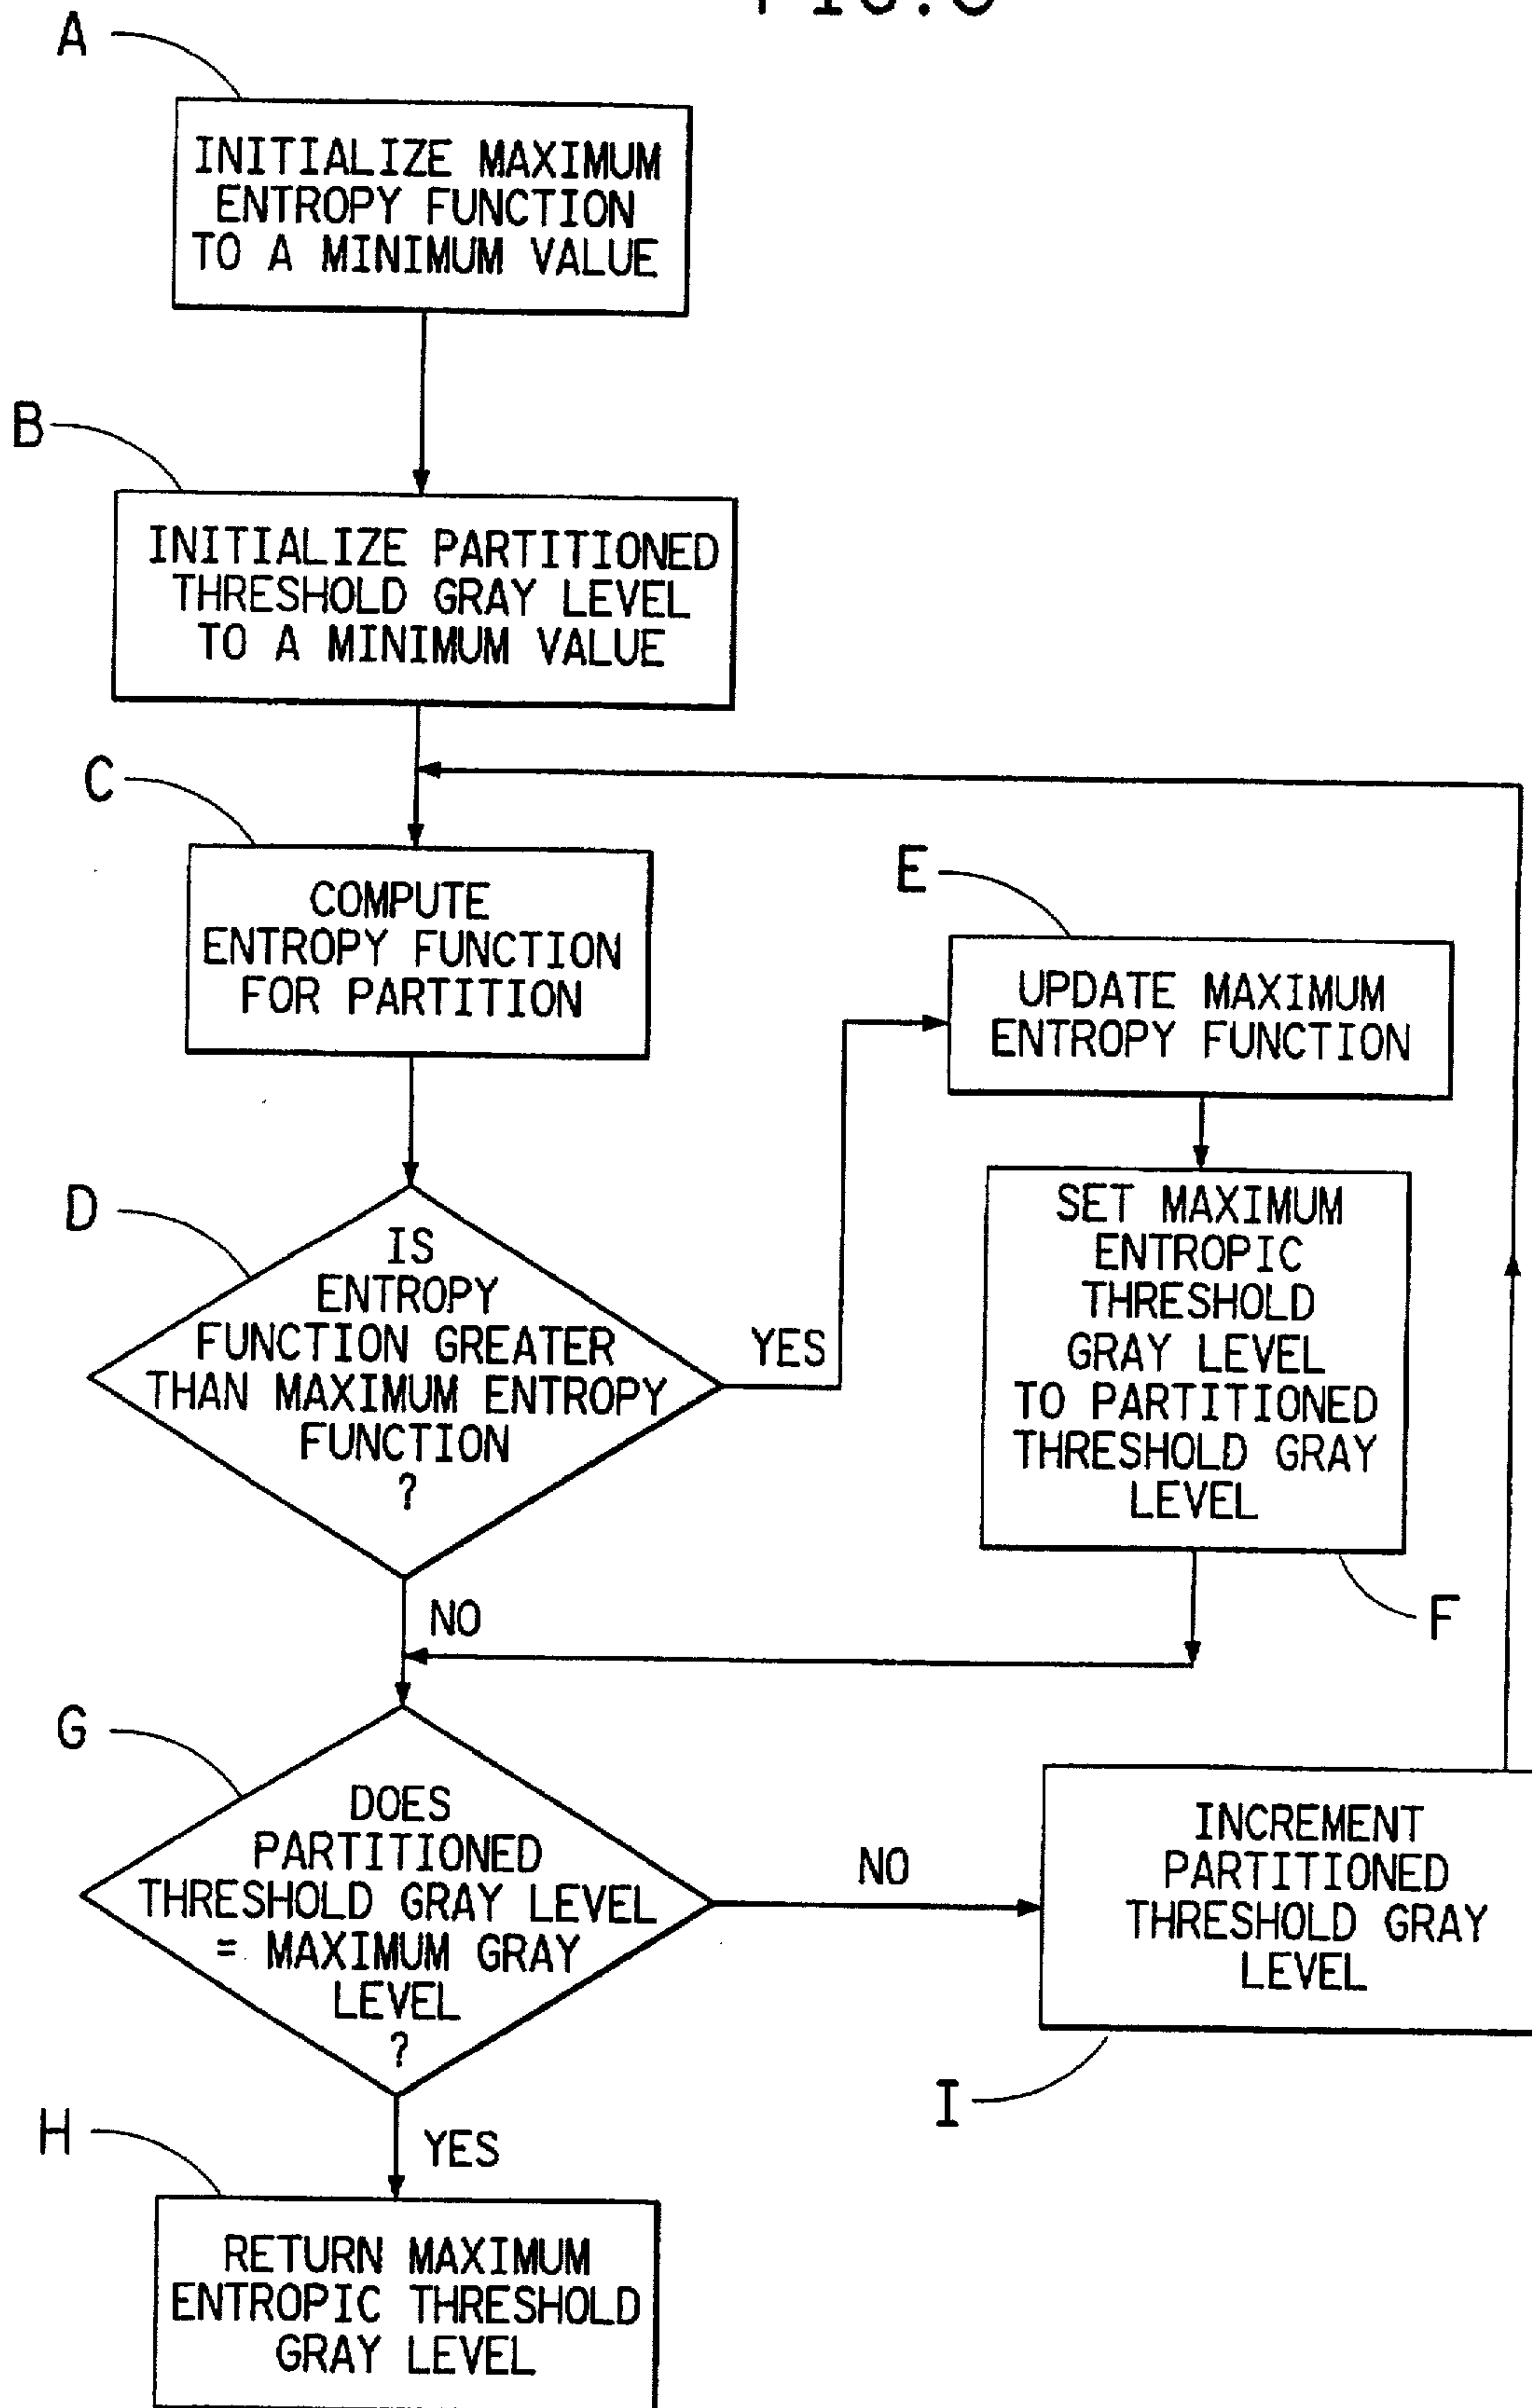 A
INITIALIZE MAXIMUM
ENTROPY FUNCTION
TO A MINIMUM VALUE
B
INITIALIZE PARTITIONED
THRESHOLD GRAY LEVEL
TO A MINIMUM VALUE
C
COMPUTE
ENTROPY FUNCTION
FOR PARTITION
D
IS
ENTROPY
FUNCTION GREATER
THAN MAXIMUM ENTROPY
FUNCTION
?
YES
NO
E
UPDATE MAXIMUM
ENTROPY FUNCTION
SET MAXIMUM
ENTROPIC
THRESHOLD
GRAY LEVEL
TO PARTITIONED
THRESHOLD GRAY
LEVEL
F
G
DOES
PARTITIONED
THRESHOLD GRAY LEVEL
= MAXIMUM GRAY
LEVEL
?
NO
INCREMENT
PARTITIONED
THRESHOLD GRAY
LEVEL
I
YES
H
RETURN MAXIMUM
ENTROPIC THRESHOLD
GRAY LEVEL